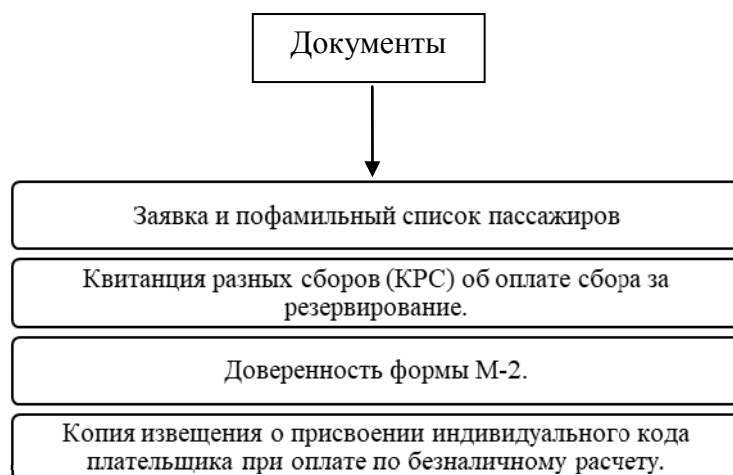 Документы
Заявка и пофамильный список пассажиров
Квитанция разных сборов (КРС) об оплате сбора за
резервирование.
Доверенность формы М-2.
Копия извещения о присвоении индивидуального кода
плательщика при оплате по безналичному расчету.